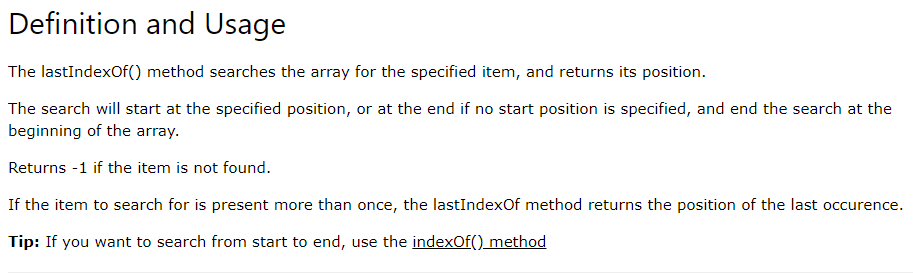 Definition and Usage
The lastIndexOf() method searches the array for the specified item, and returns its position.
The search will start at the specified position, or at the end if no start position is specified, and end the search at the
beginning of the array.
Returns -1 if the item is not found.
If the item to search for is present more than once, the lastIndexOf method returns the position of the last occurence.
Tip: If you want to search from start to end, use the indexOf() method